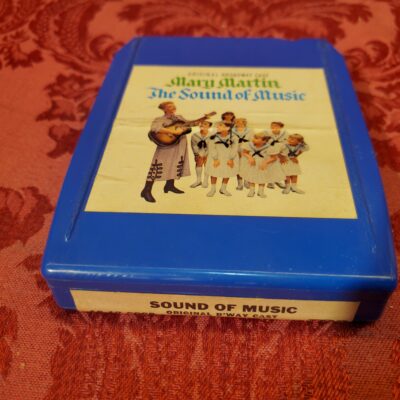 ORIGINAL BROADWAY CAST
Mary Martin
The Sound of Music
SOUND OF MUSIC
ORIGINAL B'WAY CAST